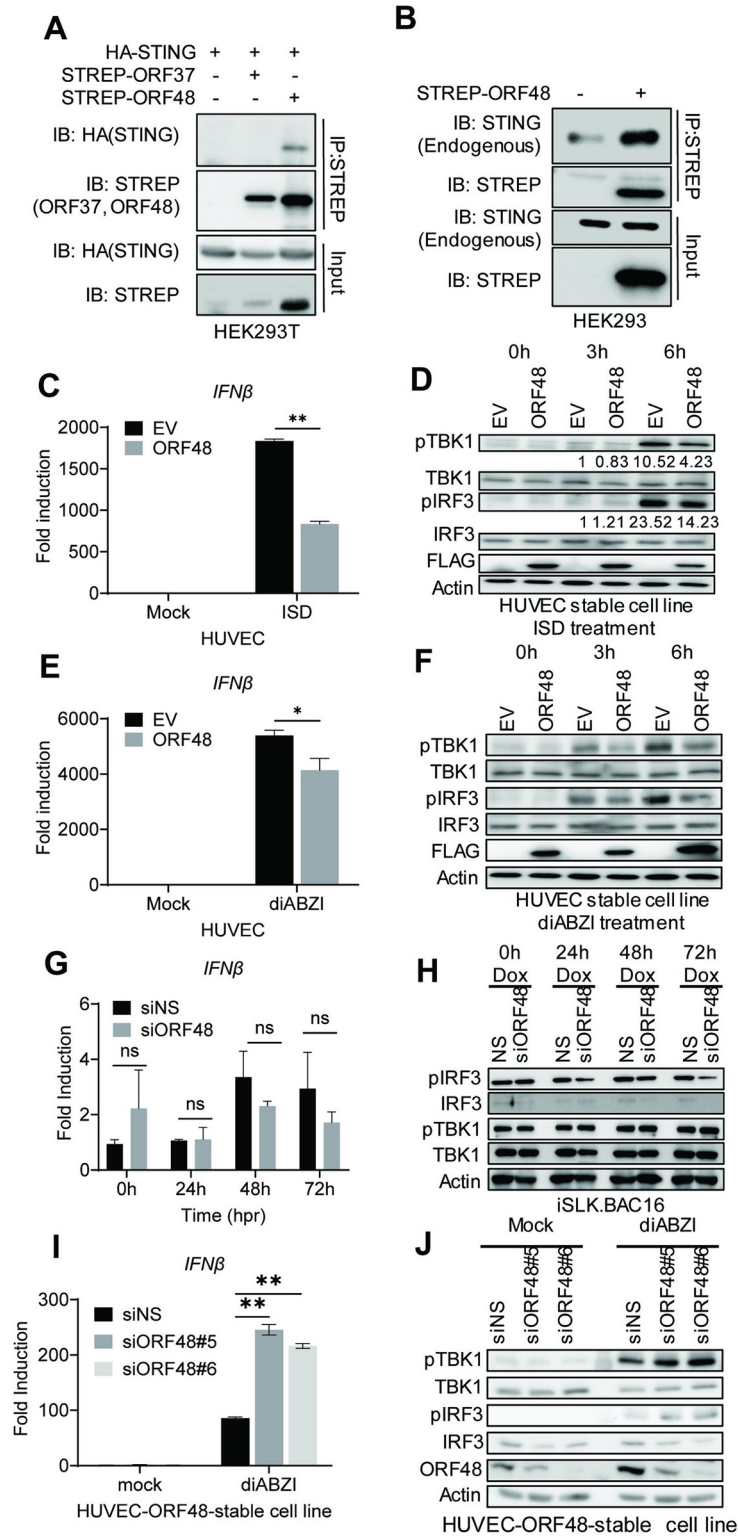 A
HA-STING + + +
STREP-ORF37 - + -
STREP-ORF48 - - +
IB: HA(STING)
IB: STREP
(ORF37, ORF48)
IP:STREP
IB: HA(STING)
IB: STREP
Input
HEK293T
B
STREP-ORF48 - +
IB: STING
(Endogenous)
IB: STREP
IP:STREP
IB: STING
(Endogenous)
IB: STREP
Input
HEK293
C
IFNβ
EV
ORF48
**
Fold induction
2000
1500
1000
500
0
Mock ISD
HUVEC
D
0h 3h 6h
EV ORF48 EV ORF48 EV ORF48
pTBK1
1 0.83 10.52 4.23
TBK1
pIRF3
1 1.21 23.52 14.23
IRF3
FLAG
Actin
HUVEC stable cell line
ISD treatment
E
IFNβ
EV
ORF48
*
Fold induction
6000
4000
2000
0
Mock diABZI
HUVEC
F
0h 3h 6h
EV ORF48 EV ORF48 EV ORF48
pTBK1
TBK1
pIRF3
IRF3
FLAG
Actin
HUVEC stable cell line
diABZI treatment
G
IFNβ
siNS
siORF48
ns ns ns ns
Fold Induction
6
4
2
0
0h 24h 48h 72h
Time (hpr)
H
0h 24h 48h 72h
Dox Dox Dox Dox
NS siORF48 NS siORF48 NS siORF48 NS siORF48
pIRF3
IRF3
pTBK1
TBK1
Actin
iSLK.BAC16
I
IFNβ
siNS
siORF48#5
siORF48#6
**
**
Fold Induction
300
200
100
0
mock diABZI
HUVEC-ORF48-stable cell line
J
Mock diABZI
siNS siORF48#5 siORF48#6 siNS siORF48#5 siORF48#6
pTBK1
TBK1
pIRF3
IRF3
ORF48
Actin
HUVEC-ORF48-stable cell line